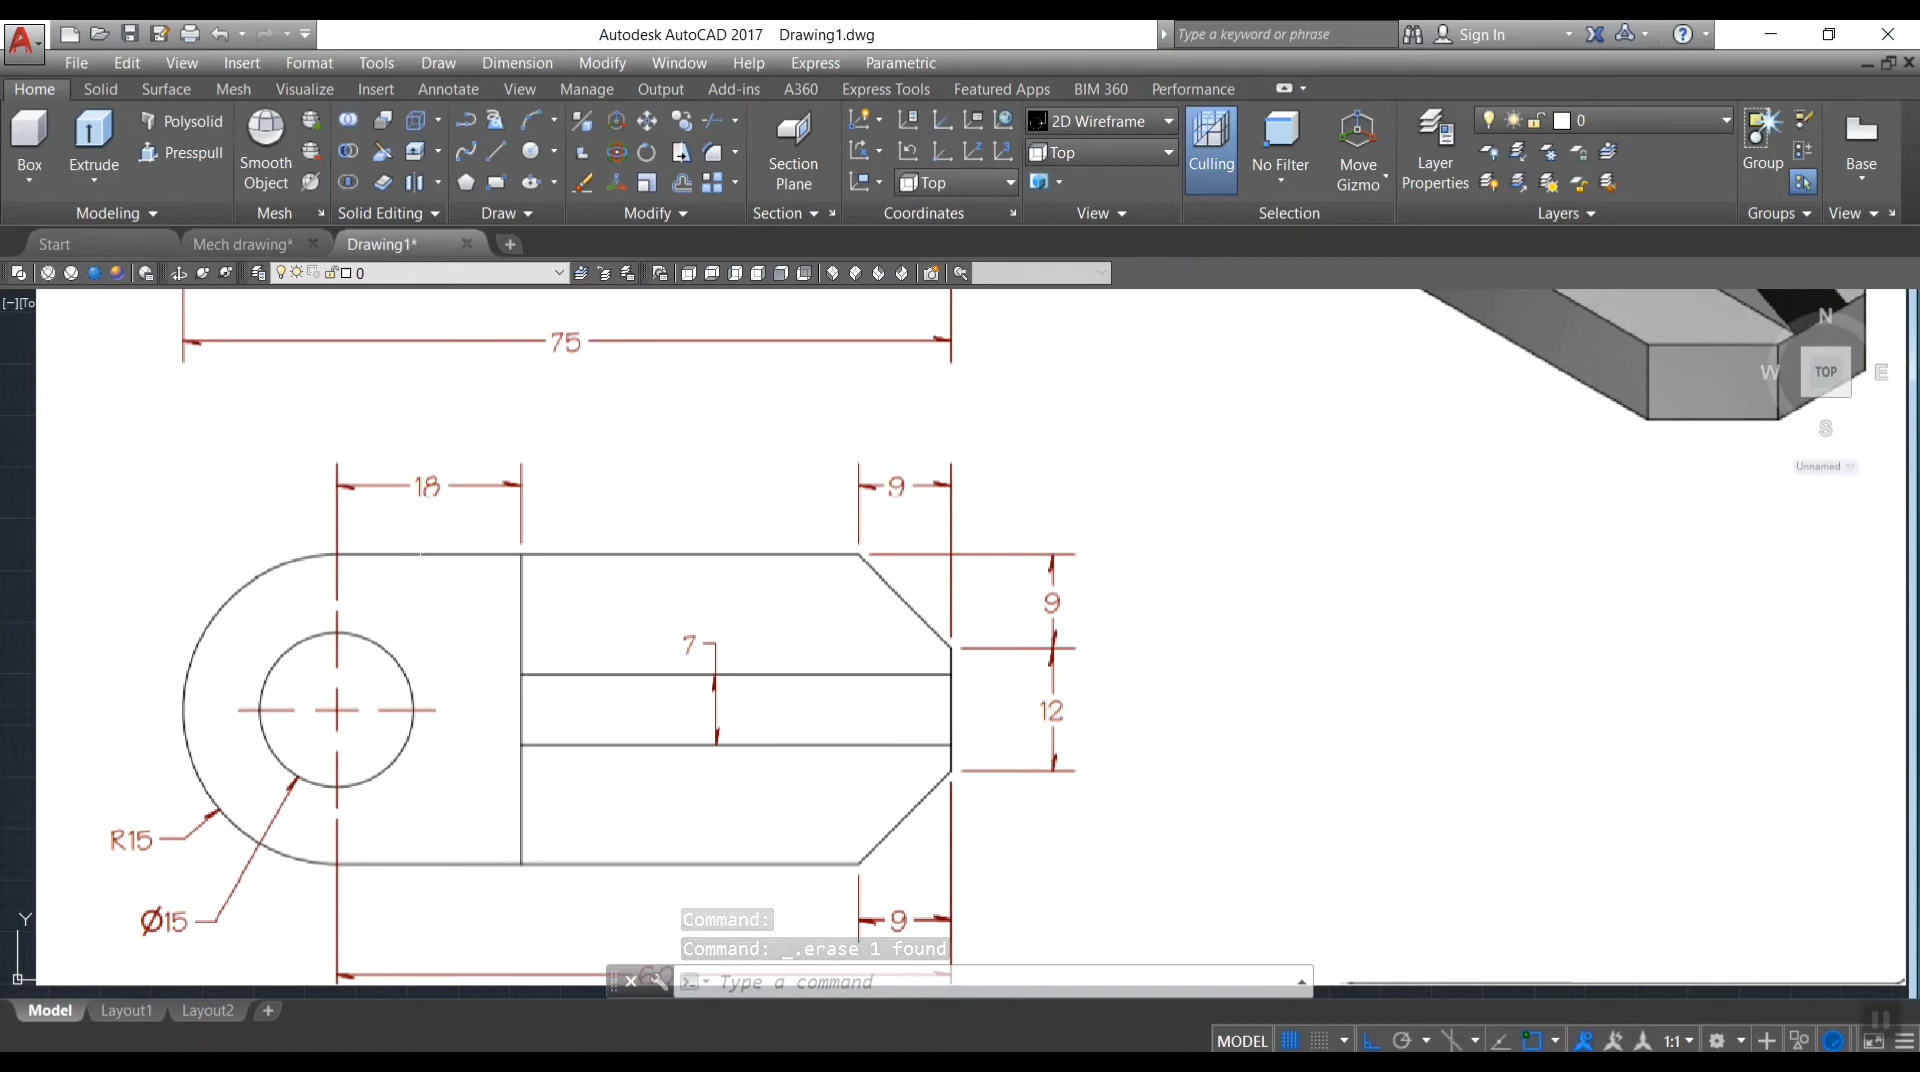 Autodesk AutoCAD 2017 Drawing1.dwg
Type a keyword or phrase
Sign In
File Edit View Insert Format Tools Draw Dimension Modify Window Help Express Parametric
Home Solid Surface Mesh Visualize Insert Annotate View Manage Output Add-ins A360 Express Tools Featured Apps BIM 360 Performance
Box
Extrude
Polysolid
Presspull
Smooth Object
Section Plane
Top
2D Wireframe
Top
Culling
No Filter
Move Gizmo
Layer Properties
0
Group
Base
Modeling Mesh Solid Editing Draw Modify Section Coordinates View Selection Layers Groups View
Start Mech drawing* Drawing1*
0
[−][To
75
N
W TOP E
S
Unnamed
18
9
9
7
12
R15
Ø15
9
Y
Command:
Command: _.erase 1 found
Type a command
Model Layout1 Layout2
MODEL 1:1